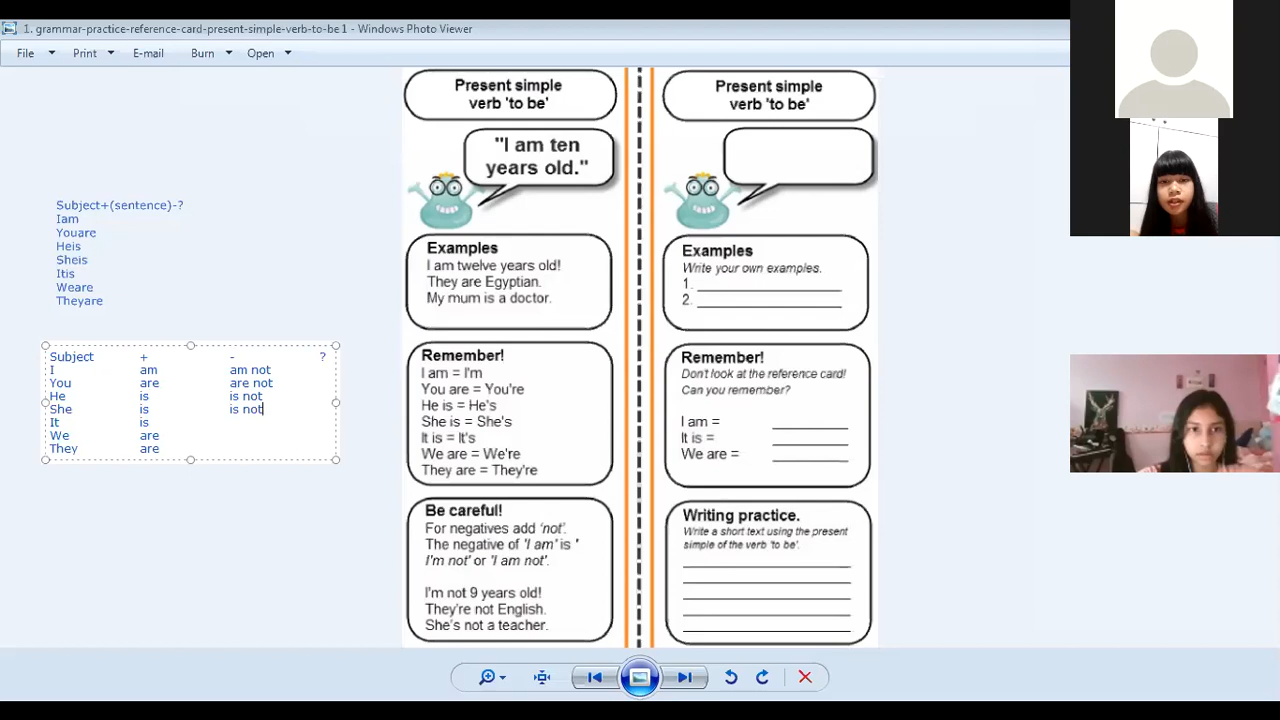 1. grammar-practice-reference-card-present-simple-verb-to-be1 - Windows Photo Viewer
File Print E-mail Burn Open
Subject+(sentence)-?
Iam
Youare
Heis
Sheis
Itis
Weare
Theyare
Subject + - ?
I am am not
You are are not
He is is not
She is is not
It is
We are
They are
Present simple
verb 'to be'
"I am ten
years old."
Examples
I am twelve years old!
They are Egyptian.
My mum is a doctor.
Remember!
I am = I'm
You are = You're
He is = He's
She is = She's
It is = It's
We are = We're
They are = They're
Be careful!
For negatives add 'not'.
The negative of 'I am' is '
I'm not' or 'I am not'.
I'm not 9 years old!
They're not English.
She's not a teacher.
Present simple
verb 'to be'
Examples
Write your own examples.
1.
2.
Remember!
Don't look at the reference card!
Can you remember?
I am =
It is =
We are =
Writing practice.
Write a short text using the present
simple of the verb 'to be'.